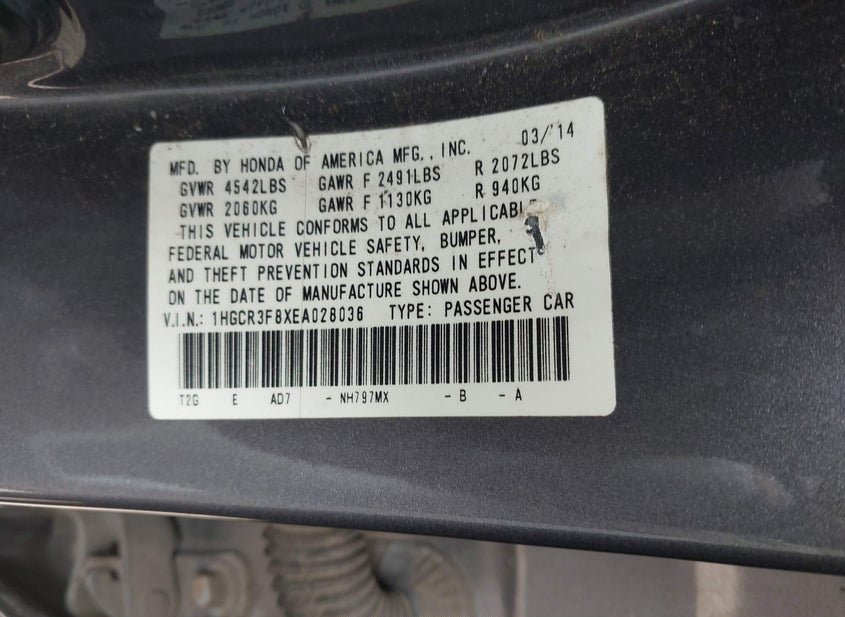 MFD. BY HONDA OF AMERICA MFG., INC. 03/'14
GVWR 4542LBS GAWR F 2491LBS R 2072LBS
GVWR 2060KG GAWR F 1130KG R 940KG
THIS VEHICLE CONFORMS TO ALL APPLICABLE
FEDERAL MOTOR VEHICLE SAFETY, BUMPER,
AND THEFT PREVENTION STANDARDS IN EFFECT
ON THE DATE OF MANUFACTURE SHOWN ABOVE.
V.I.N.: 1HGCR3F8XEA028036 TYPE: PASSENGER CAR
T2G E AD7 - NH797MX - B - A